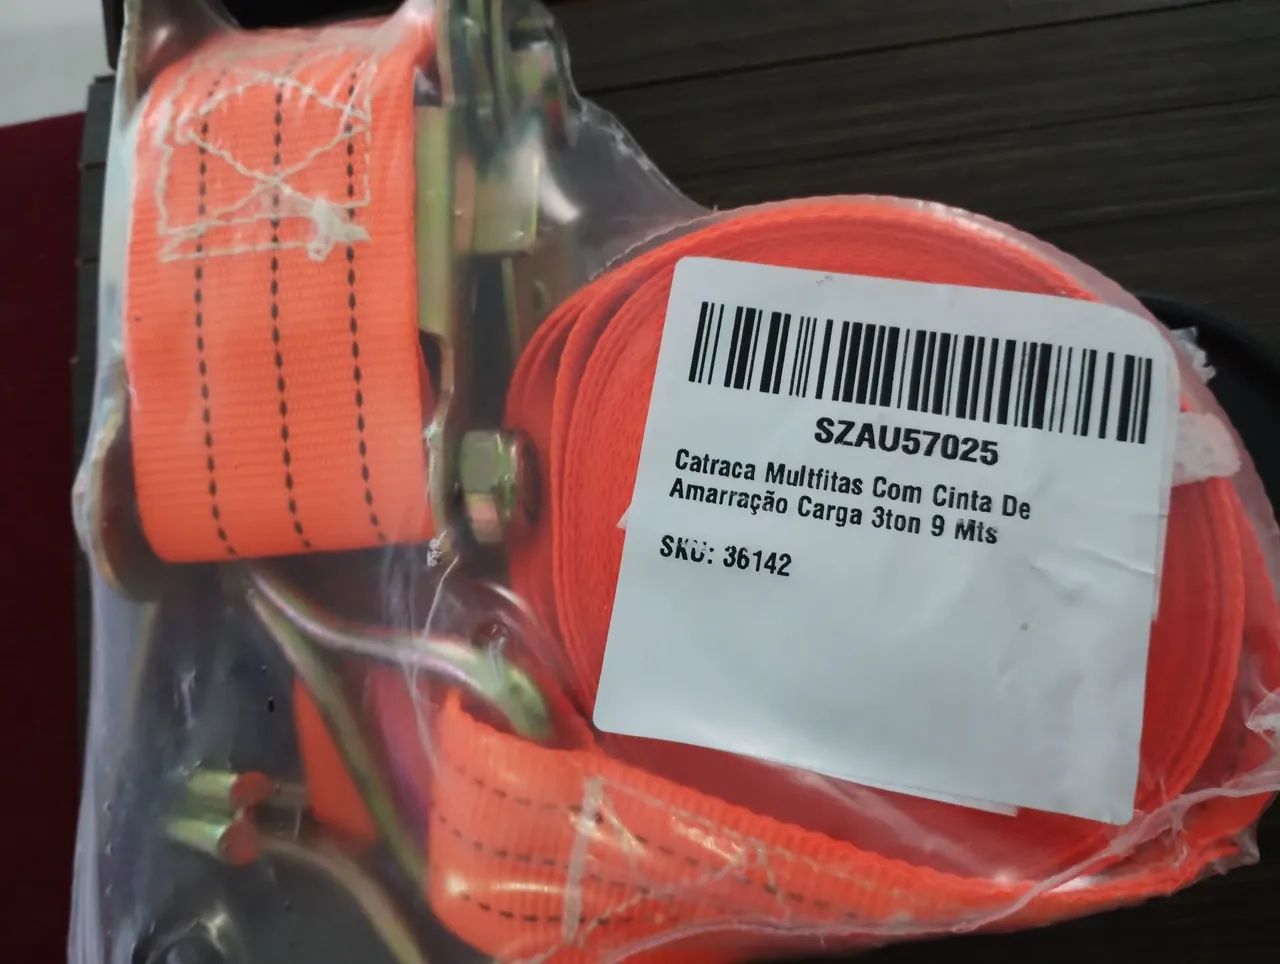 SZAU57025
Catraca Multfitas Com Cinta De
Amarração Carga 3ton 9 Mts
SKU: 36142